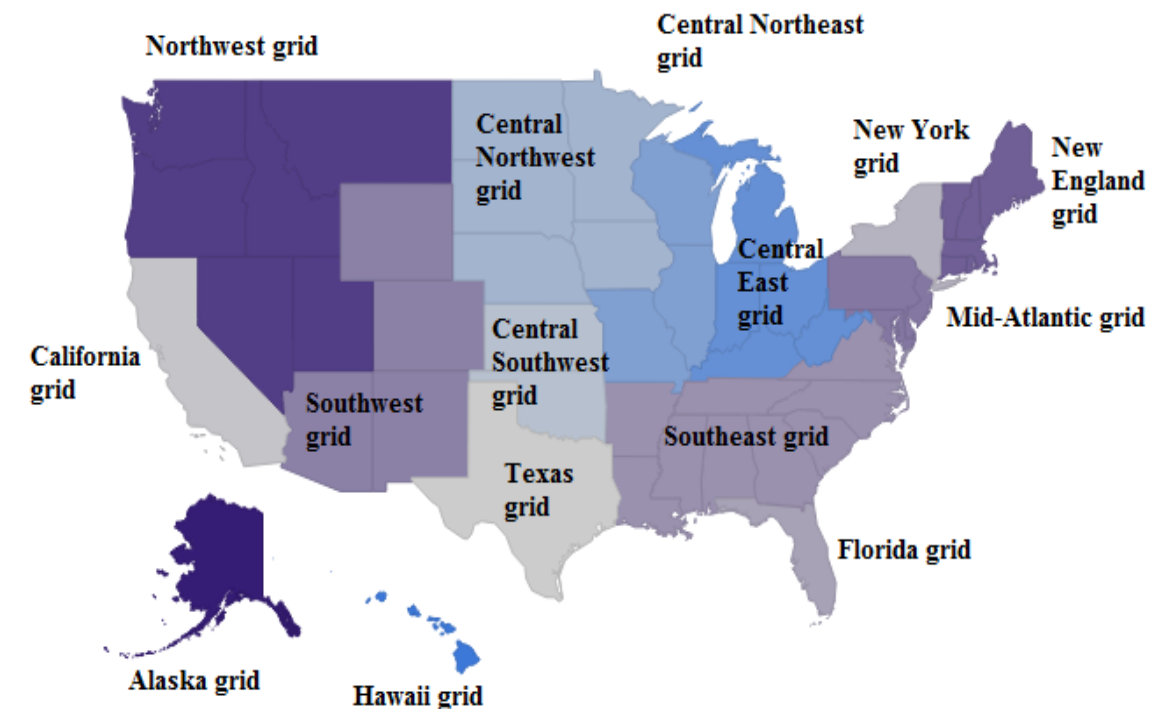 Northwest grid
Central Northeast
grid
Central
Northwest
grid
New York
grid
New
England
grid
Central
East
grid
Mid-Atlantic grid
California
grid
Central
Southwest
grid
Southwest
grid
Southeast grid
Texas
grid
Florida grid
Alaska grid
Hawaii grid